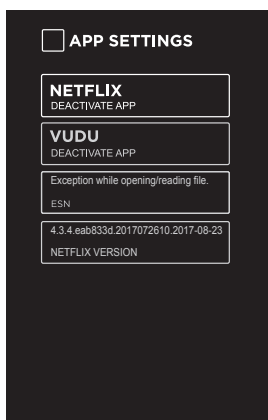 APP SETTINGS
NETFLIX
DEACTIVATE APP
VUDU
DEACTIVATE APP
Exception while opening/reading file.
ESN
4.3.4.eab833d.2017072610.2017-08-23
NETFLIX VERSION